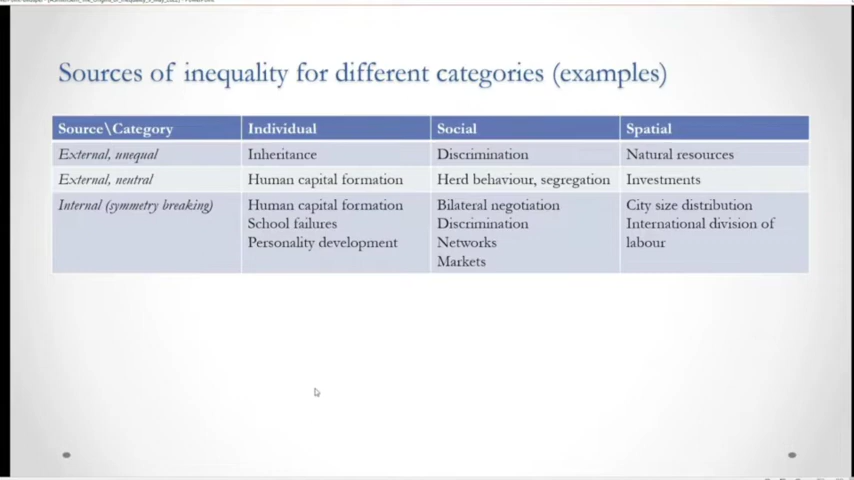 Sources of inequality for different categories (examples)
Source\Category Individual Social Spatial
External, unequal Inheritance Discrimination Natural resources
External, neutral Human capital formation Herd behaviour, segregation Investments
Internal (symmetry breaking) Human capital formation Bilateral negotiation City size distribution
School failures Discrimination International division of
Personality development Networks labour
Markets